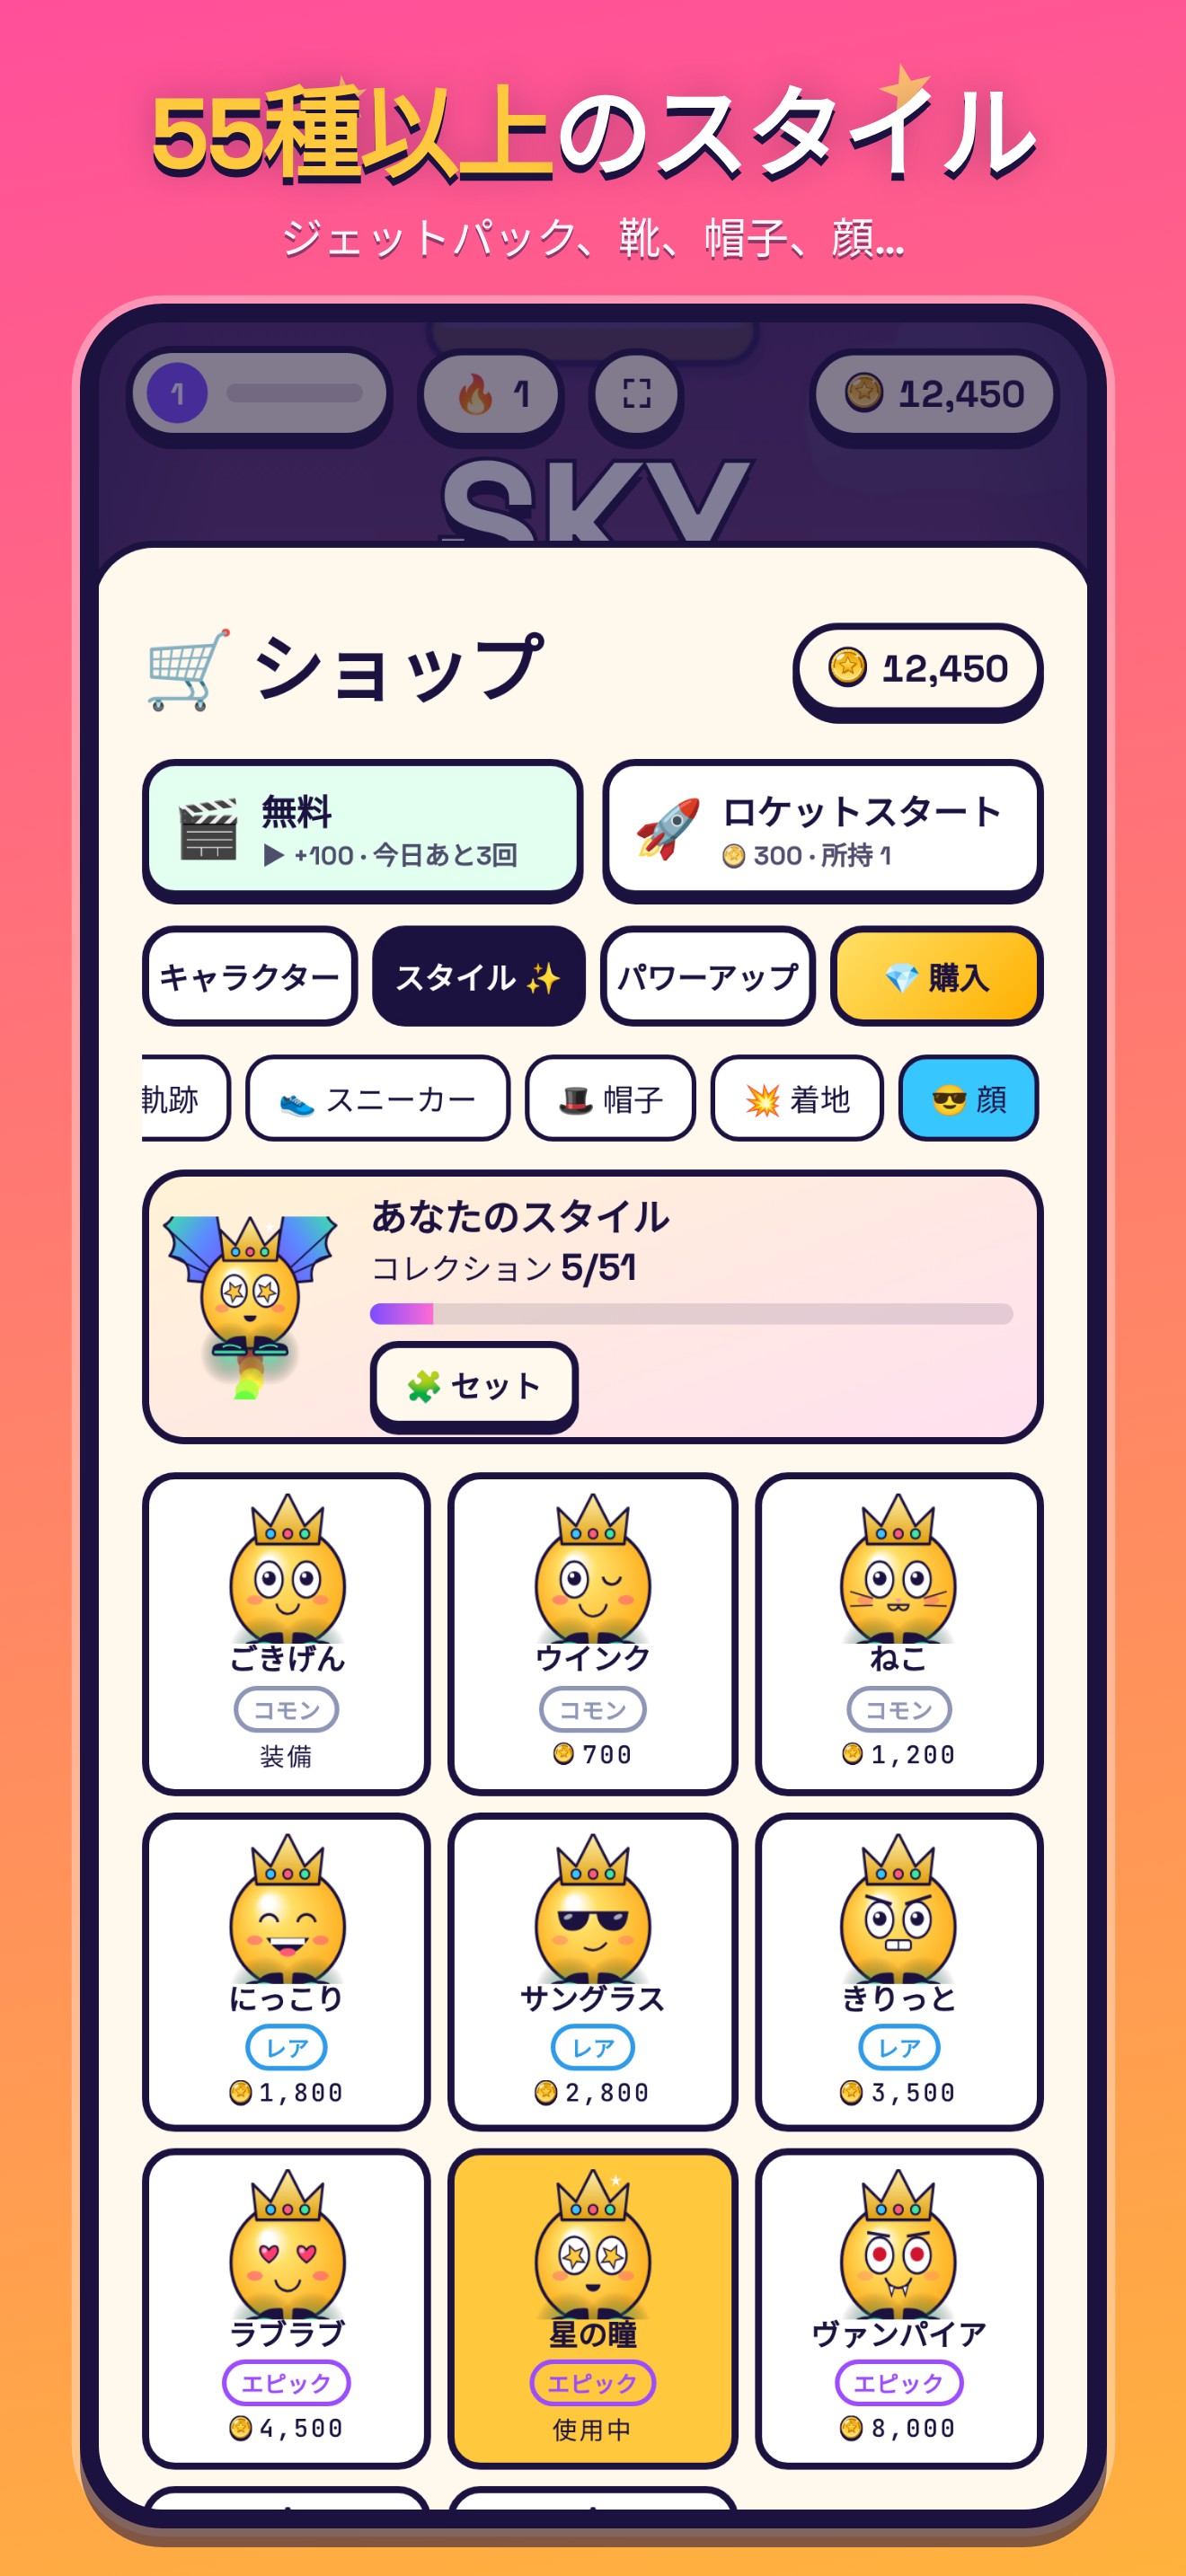 55種以上のスタイル
ジェットパック、靴、帽子、顔...
1
1
12,450
SKY
ショップ
12,450
無料
▶ +100・今日あと3回
ロケットスタート
300・所持 1
キャラクター
スタイル
パワーアップ
購入
軌跡
スニーカー
帽子
着地
顔
あなたのスタイル
コレクション 5/51
セット
ごきげん
ウインク
ねこ
コモン
コモン
コモン
装備
700
1,200
にっこり
サングラス
きりっと
レア
レア
レア
1,800
2,800
3,500
ラブラブ
星の瞳
ヴァンパイア
エピック
エピック
エピック
4,500
使用中
8,000